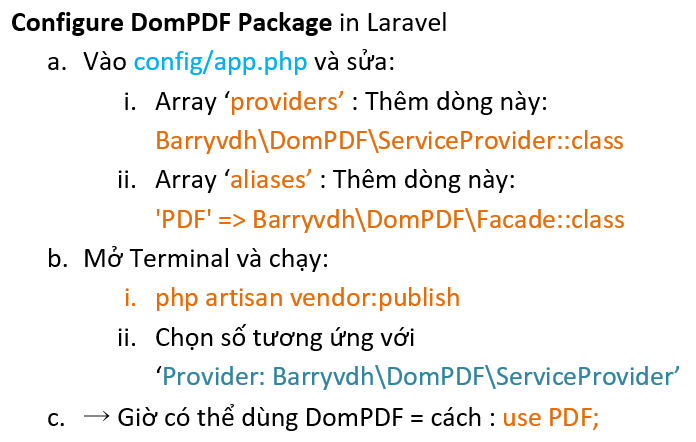 Configure DomPDF Package in Laravel
a. Vào config/app.php và sửa:
i. Array ‘providers’ : Thêm dòng này:
Barryvdh\DomPDF\ServiceProvider::class
ii. Array ‘aliases’ : Thêm dòng này:
'PDF' => Barryvdh\DomPDF\Facade::class
b. Mở Terminal và chạy:
i. php artisan vendor:publish
ii. Chọn số tương ứng với
‘Provider: Barryvdh\DomPDF\ServiceProvider’
c. → Giờ có thể dùng DomPDF = cách : use PDF;